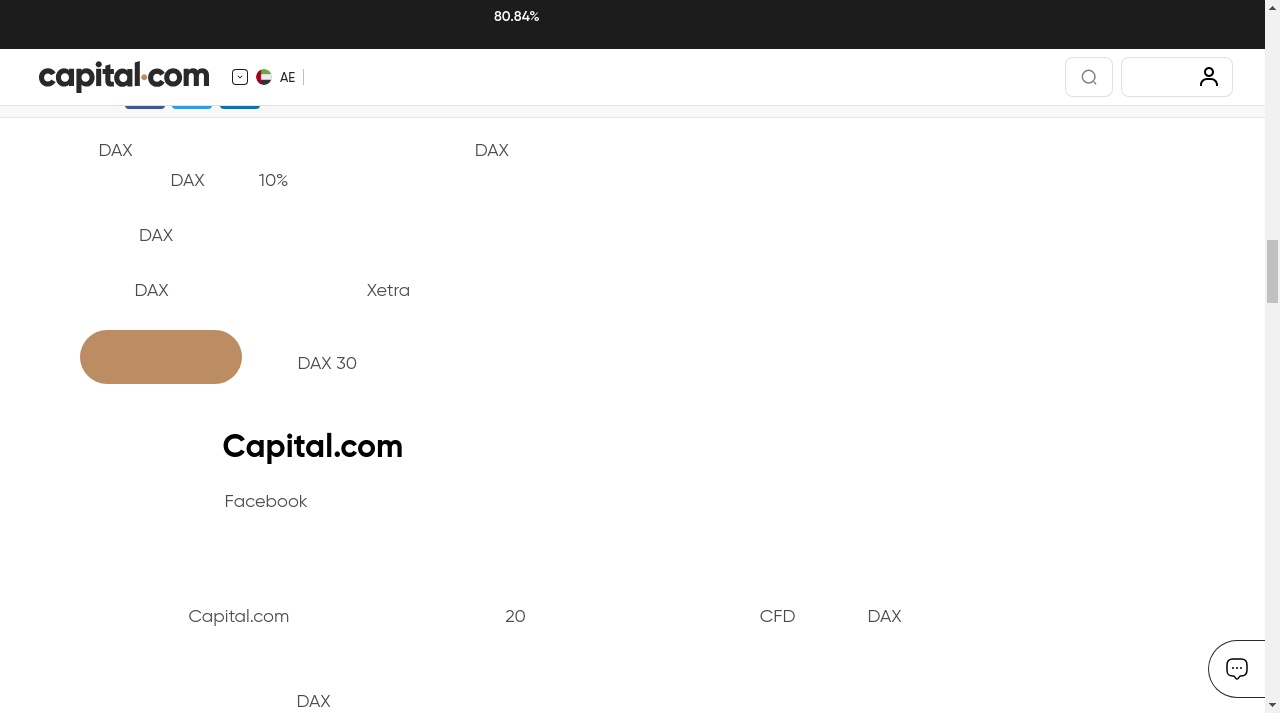 80.84%
capital.com AE
DAX DAX
DAX 10%
DAX
DAX Xetra
DAX 30
Capital.com
Facebook
Capital.com 20 CFD DAX
DAX